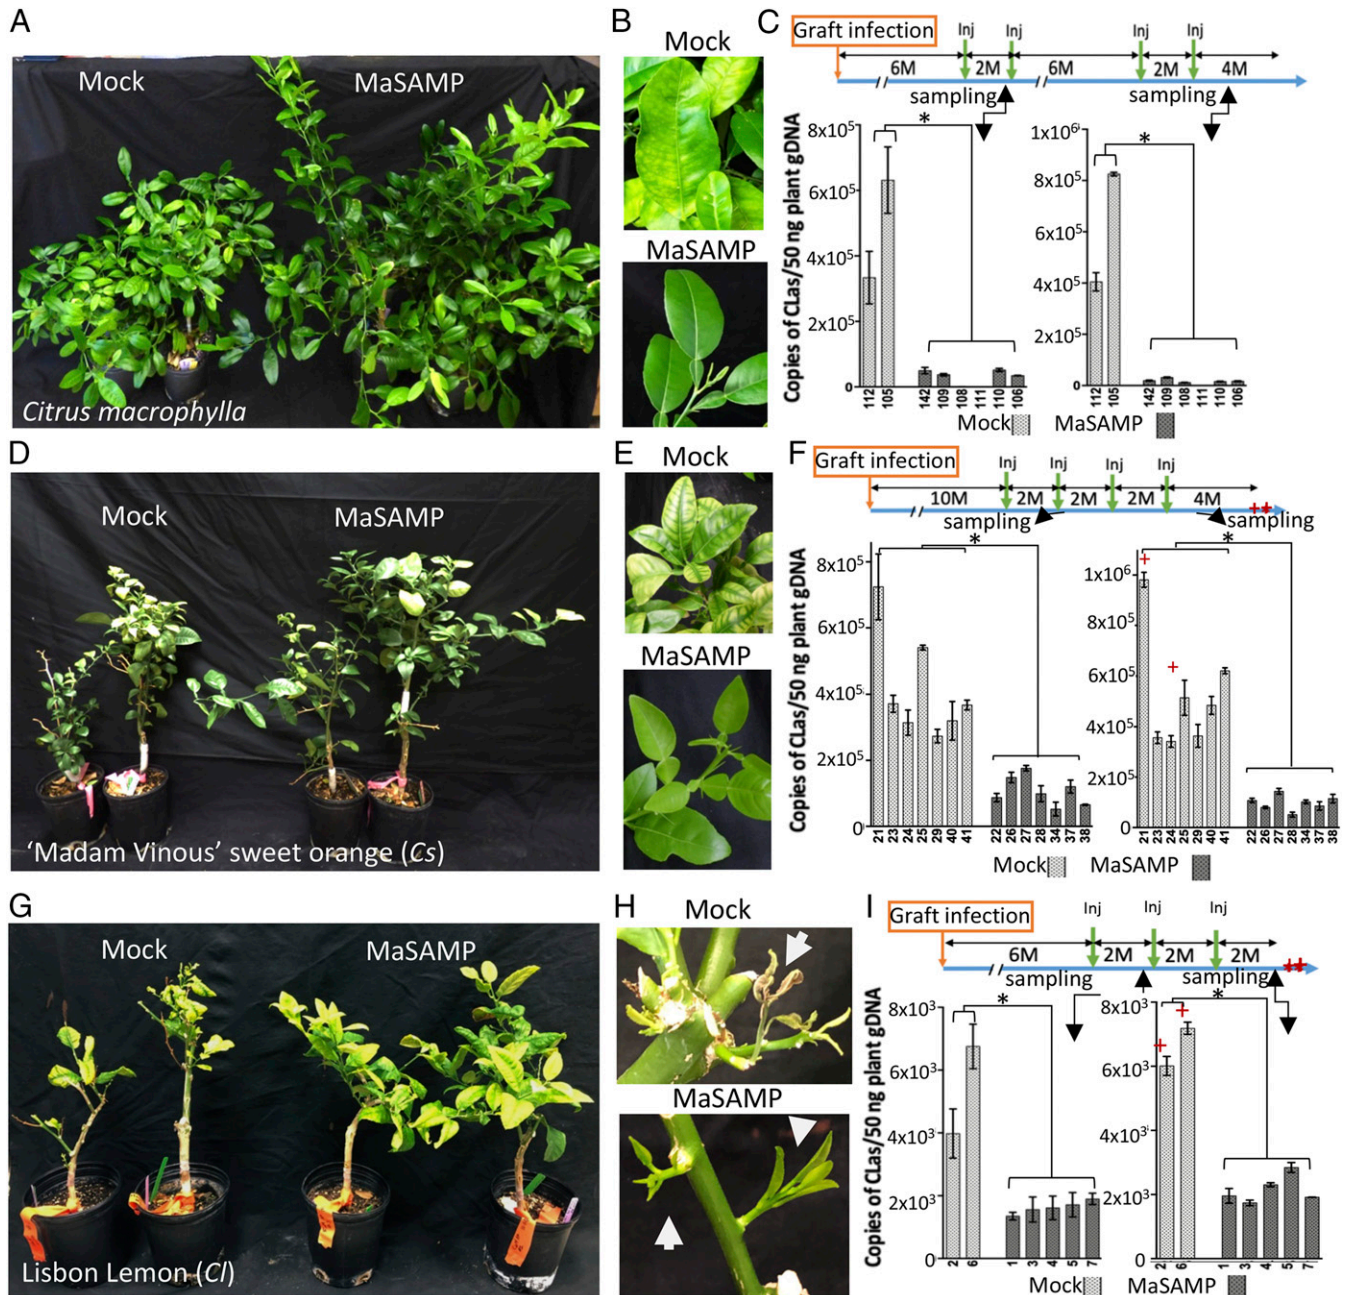 A
Mock
MaSAMP
Citrus macrophylla
B
Mock
MaSAMP
C
Graft infection
Inj Inj Inj Inj
6M 2M 6M 2M 4M
sampling sampling
Copies of CLas/50 ng plant gDNA
8x10⁵
6x10⁵
4x10⁵
2x10⁵
0
*
112 105 142 109 108 111 110 106
1x10⁶
8x10⁵
6x10⁵
4x10⁵
2x10⁵
0
*
112 105 142 109 108 111 110 106
Mock MaSAMP
D
Mock
MaSAMP
'Madam Vinous' sweet orange (Cs)
E
Mock
MaSAMP
F
Graft infection
Inj Inj Inj Inj
10M 2M 2M 2M 4M
++
sampling sampling
Copies of CLas/50 ng plant gDNA
8x10⁵
6x10⁵
4x10⁵
2x10⁵
0
*
21 23 24 25 29 40 41 22 26 27 28 34 37 38
1x10⁶
8x10⁵
6x10⁵
4x10⁵
2x10⁵
0
+ + *
21 23 24 25 29 40 41 22 26 27 28 34 37 38
Mock MaSAMP
G
Mock
MaSAMP
Lisbon Lemon (Cl)
H
Mock
MaSAMP
I
Graft infection
Inj Inj Inj
6M 2M 2M 2M
++
sampling sampling
Copies of CLas/50 ng plant gDNA
8x10³
6x10³
4x10³
2x10³
0
*
2 6 1 3 4 5 7
8x10³
6x10³
4x10³
2x10³
0
+ + *
2 6 1 3 4 5 7
Mock MaSAMP